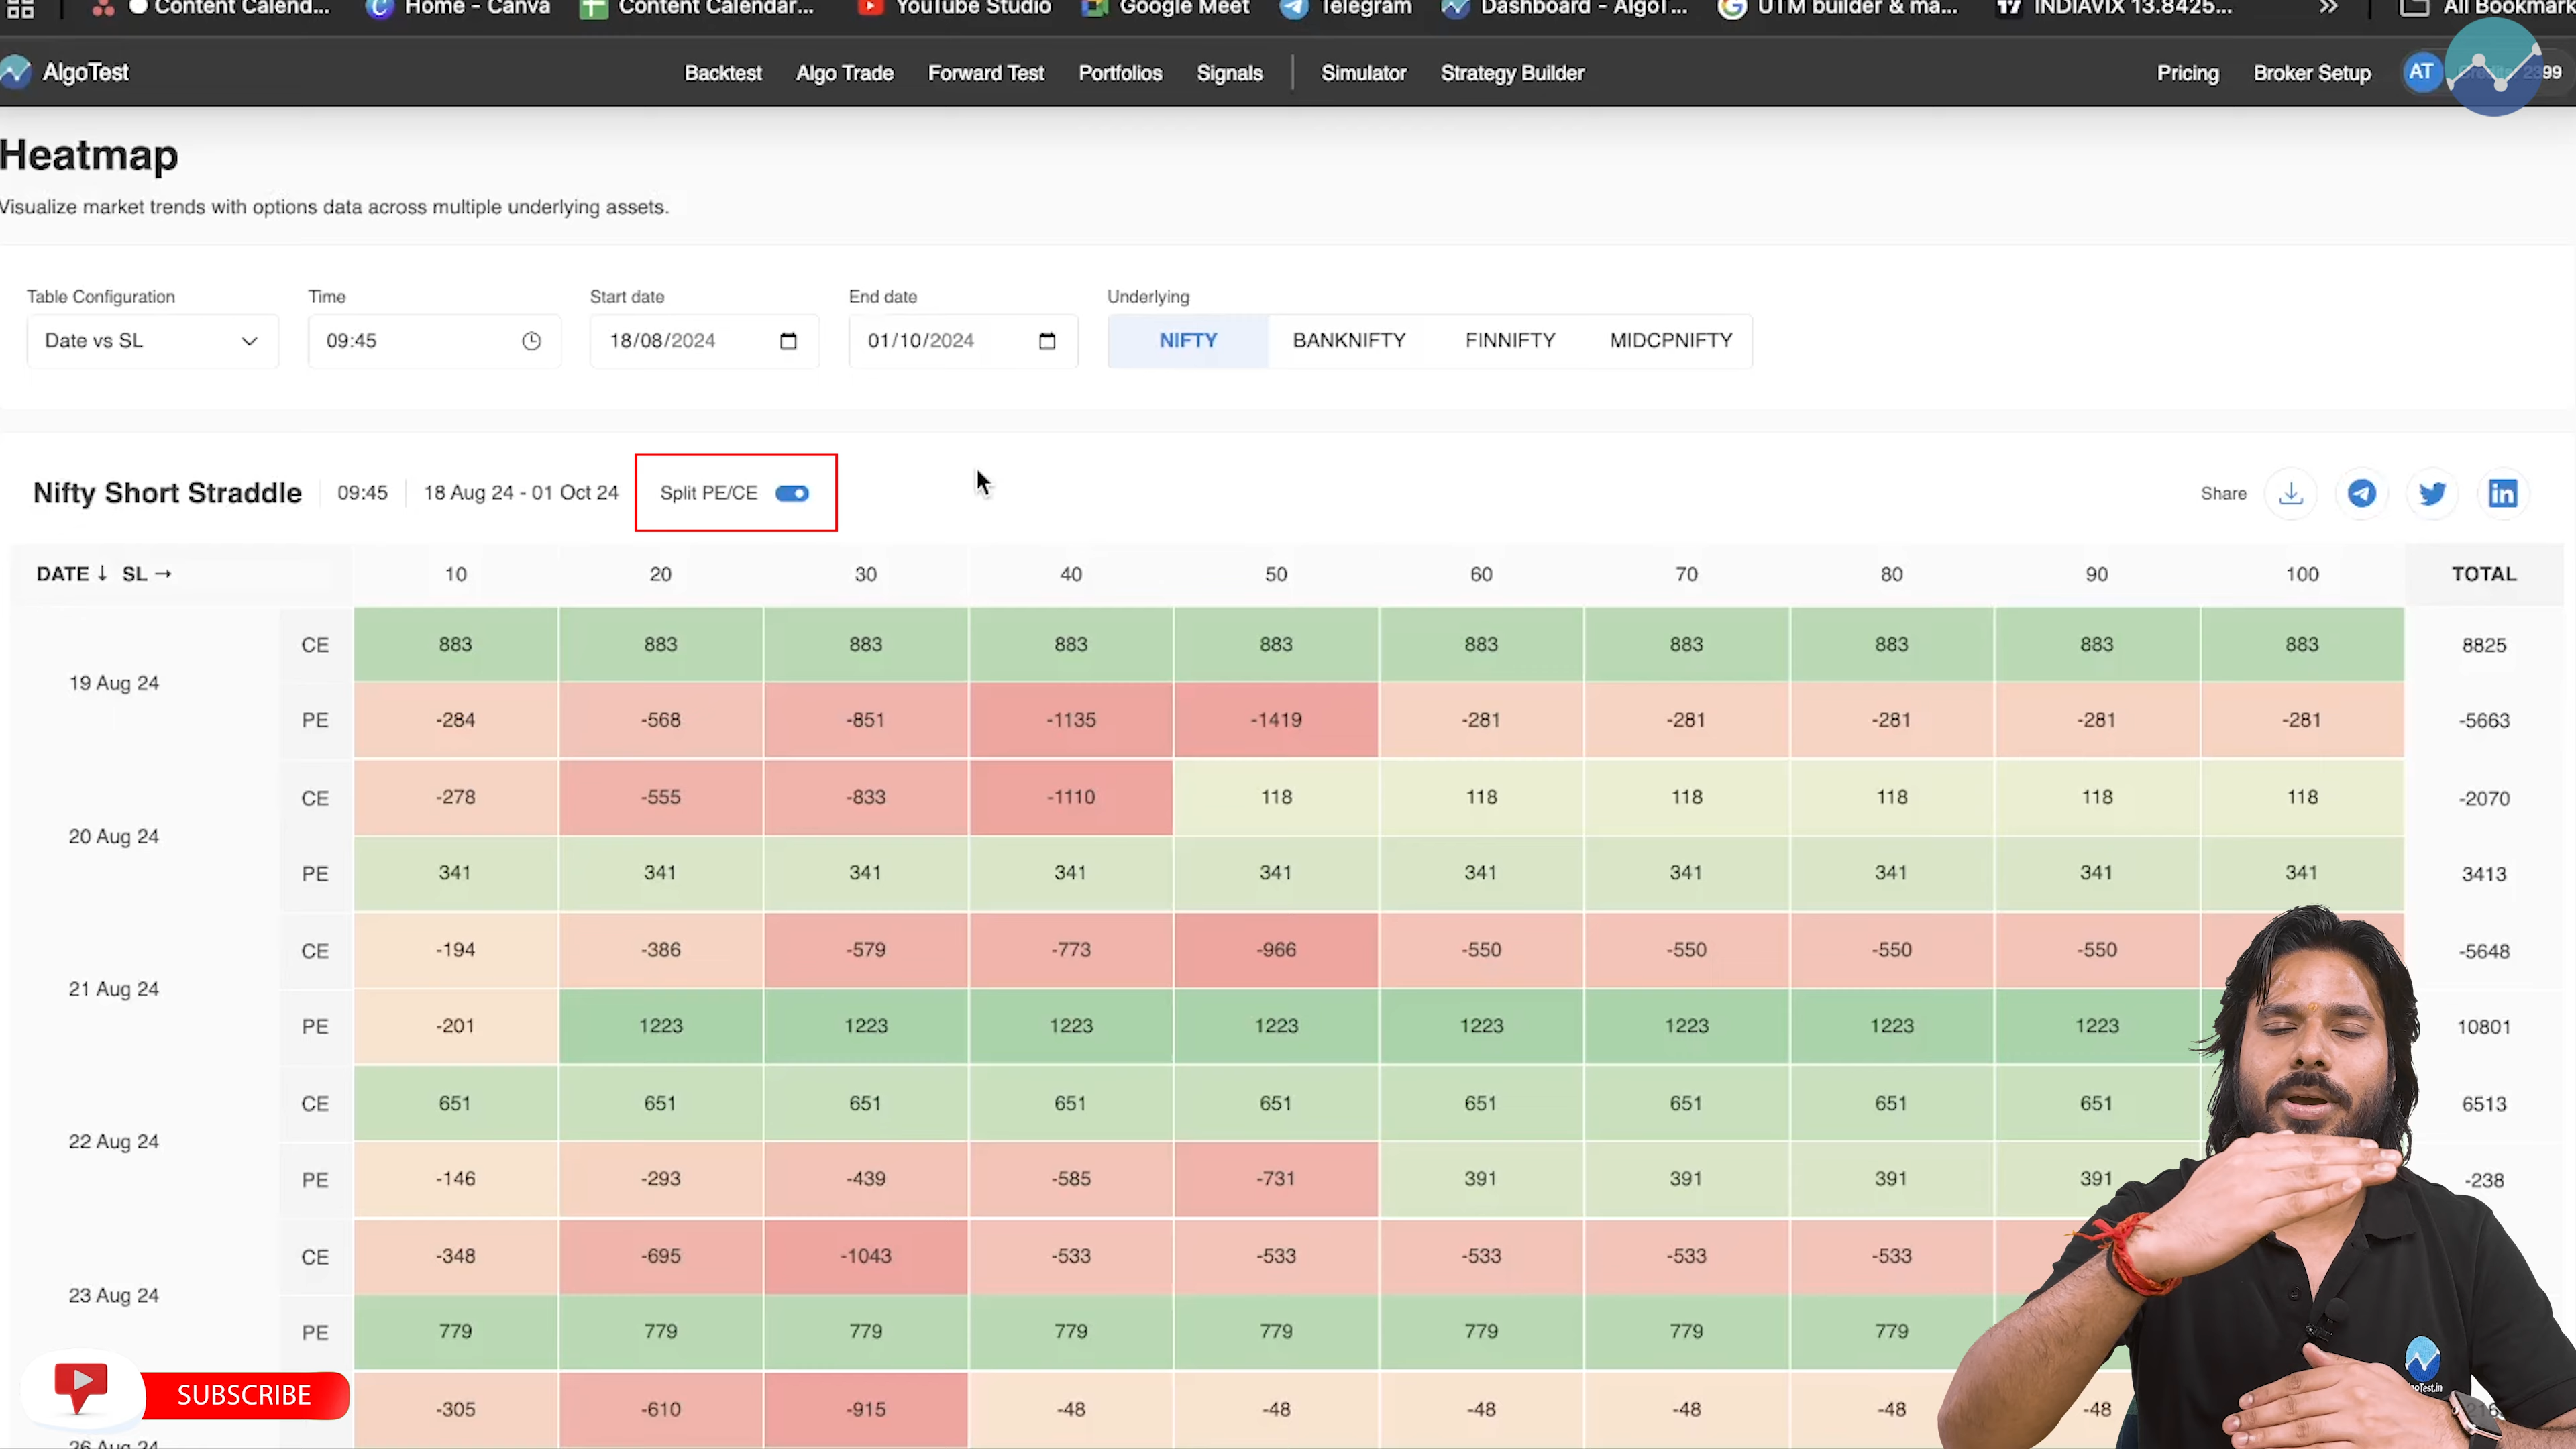 Content Calend... Home - Canva Content Calendar... YouTube Studio Google Meet Telegram Dashboard - AlgoT... UTM builder & ma... INDIAVIX 13.8425... » All Bookmark
AlgoTest Backtest Algo Trade Forward Test Portfolios Signals Simulator Strategy Builder Pricing Broker Setup AT
Heatmap
Visualize market trends with options data across multiple underlying assets.
Table Configuration Time Start date End date Underlying
Date vs SL 09:45 18/08/2024 01/10/2024 NIFTY BANKNIFTY FINNIFTY MIDCPNIFTY
Nifty Short Straddle 09:45 18 Aug 24 - 01 Oct 24 Split PE/CE Share
DATE ↓ SL → 10 20 30 40 50 60 70 80 90 100 TOTAL
19 Aug 24
CE 883 883 883 883 883 883 883 883 883 883 8825
PE -284 -568 -851 -1135 -1419 -281 -281 -281 -281 -281 -5663
20 Aug 24
CE -278 -555 -833 -1110 118 118 118 118 118 118 -2070
PE 341 341 341 341 341 341 341 341 341 341 3413
21 Aug 24
CE -194 -386 -579 -773 -966 -550 -550 -550 -550 -5648
PE -201 1223 1223 1223 1223 1223 1223 1223 1223 10801
22 Aug 24
CE 651 651 651 651 651 651 651 651 651 6513
PE -146 -293 -439 -585 -731 391 391 391 391 -238
23 Aug 24
CE -348 -695 -1043 -533 -533 -533 -533 -533
PE 779 779 779 779 779 779 779 779
-305 -610 -915 -48 -48 -48 -48 -48 -48
26 Aug 24
SUBSCRIBE